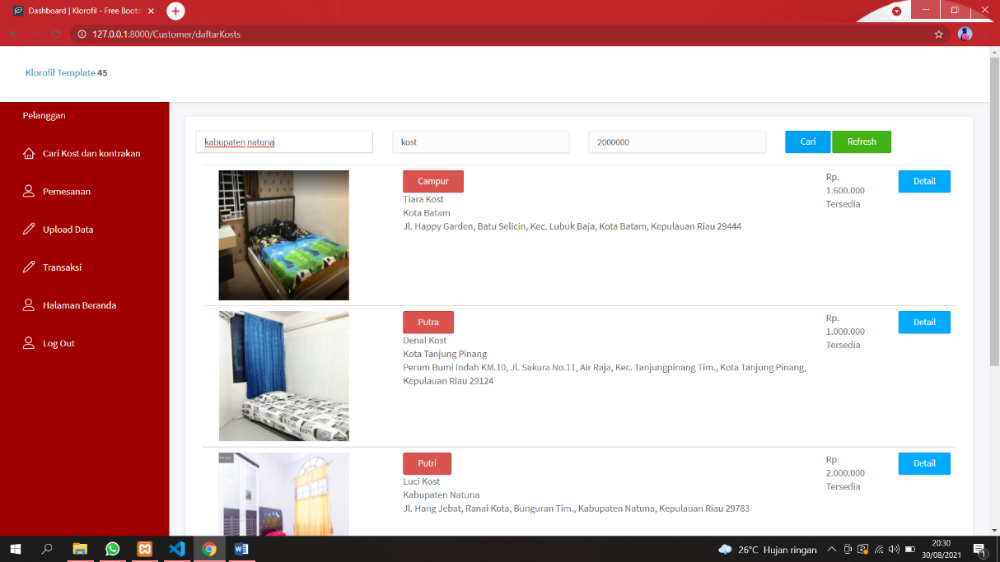 Dashboard | Klorofil - Free Boots
127.0.0.1:8000/Customer/daftarKosts
Klorofil Template 45
Pelanggan
Cari Kost dan kontrakan
Pemesanan
Upload Data
Transaksi
Halaman Beranda
Log Out
kabupaten natuna
kost
2000000
Cari
Refresh
Campur
Tiara Kost
Kota Batam
Jl. Happy Garden, Batu Selicin, Kec. Lubuk Baja, Kota Batam, Kepulauan Riau 29444
Rp.
1.600.000
Tersedia
Detail
Putra
Denal Kost
Kota Tanjung Pinang
Perum Bumi Indah KM.10, Jl. Sakura No.11, Air Raja, Kec. Tanjungpinang Tim., Kota Tanjung Pinang,
Kepulauan Riau 29124
Rp.
1.000.000
Tersedia
Detail
Putri
Luci Kost
Kabupaten Natuna
Jl. Hang Jebat, Ranai Kota, Bunguran Tim., Kabupaten Natuna, Kepulauan Riau 29783
Rp.
2.000.000
Tersedia
Detail
26°C Hujan ringan
20:30
30/08/2021
1